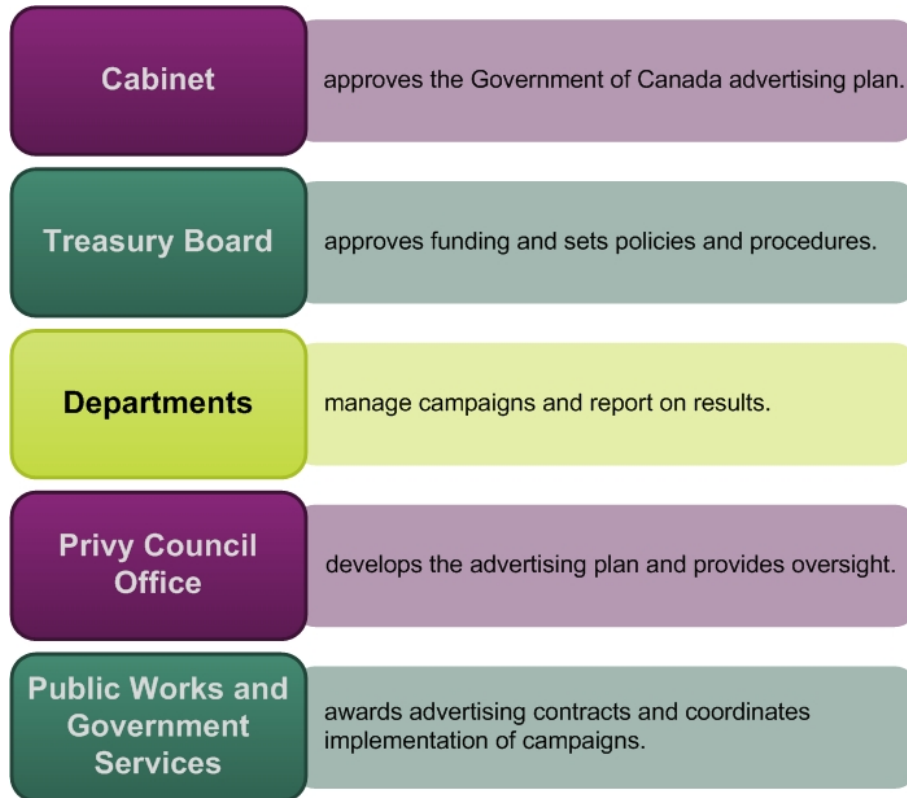 Cabinet
approves the Government of Canada advertising plan.
Treasury Board
approves funding and sets policies and procedures.
Departments
manage campaigns and report on results.
Privy Council
Office
develops the advertising plan and provides oversight.
Public Works and
Government
Services
awards advertising contracts and coordinates
implementation of campaigns.